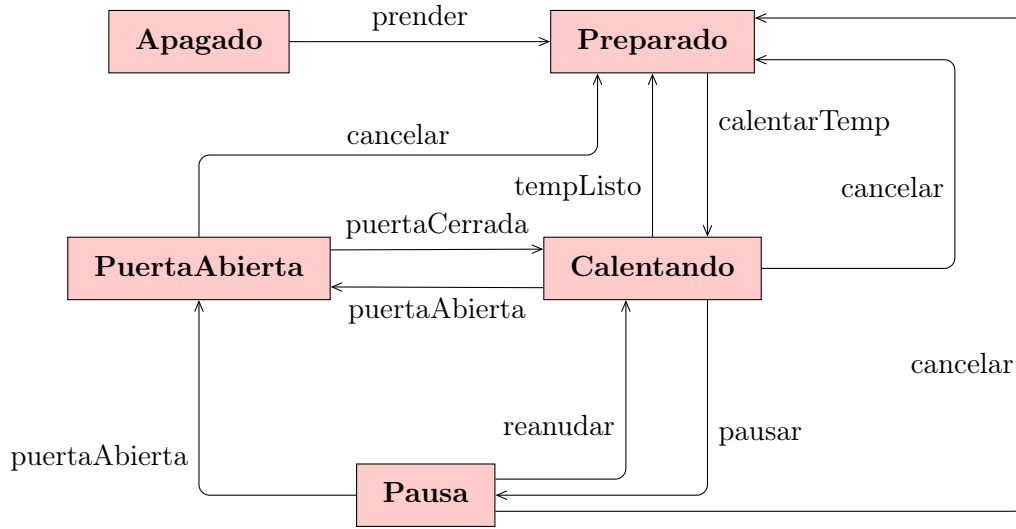 prender
Apagado
Preparado
calentarTemp
cancelar
tempListo
cancelar
puertaCerrada
PuertaAbierta
Calentando
puertaAbierta
cancelar
reanudar
pausar
puertaAbierta
Pausa